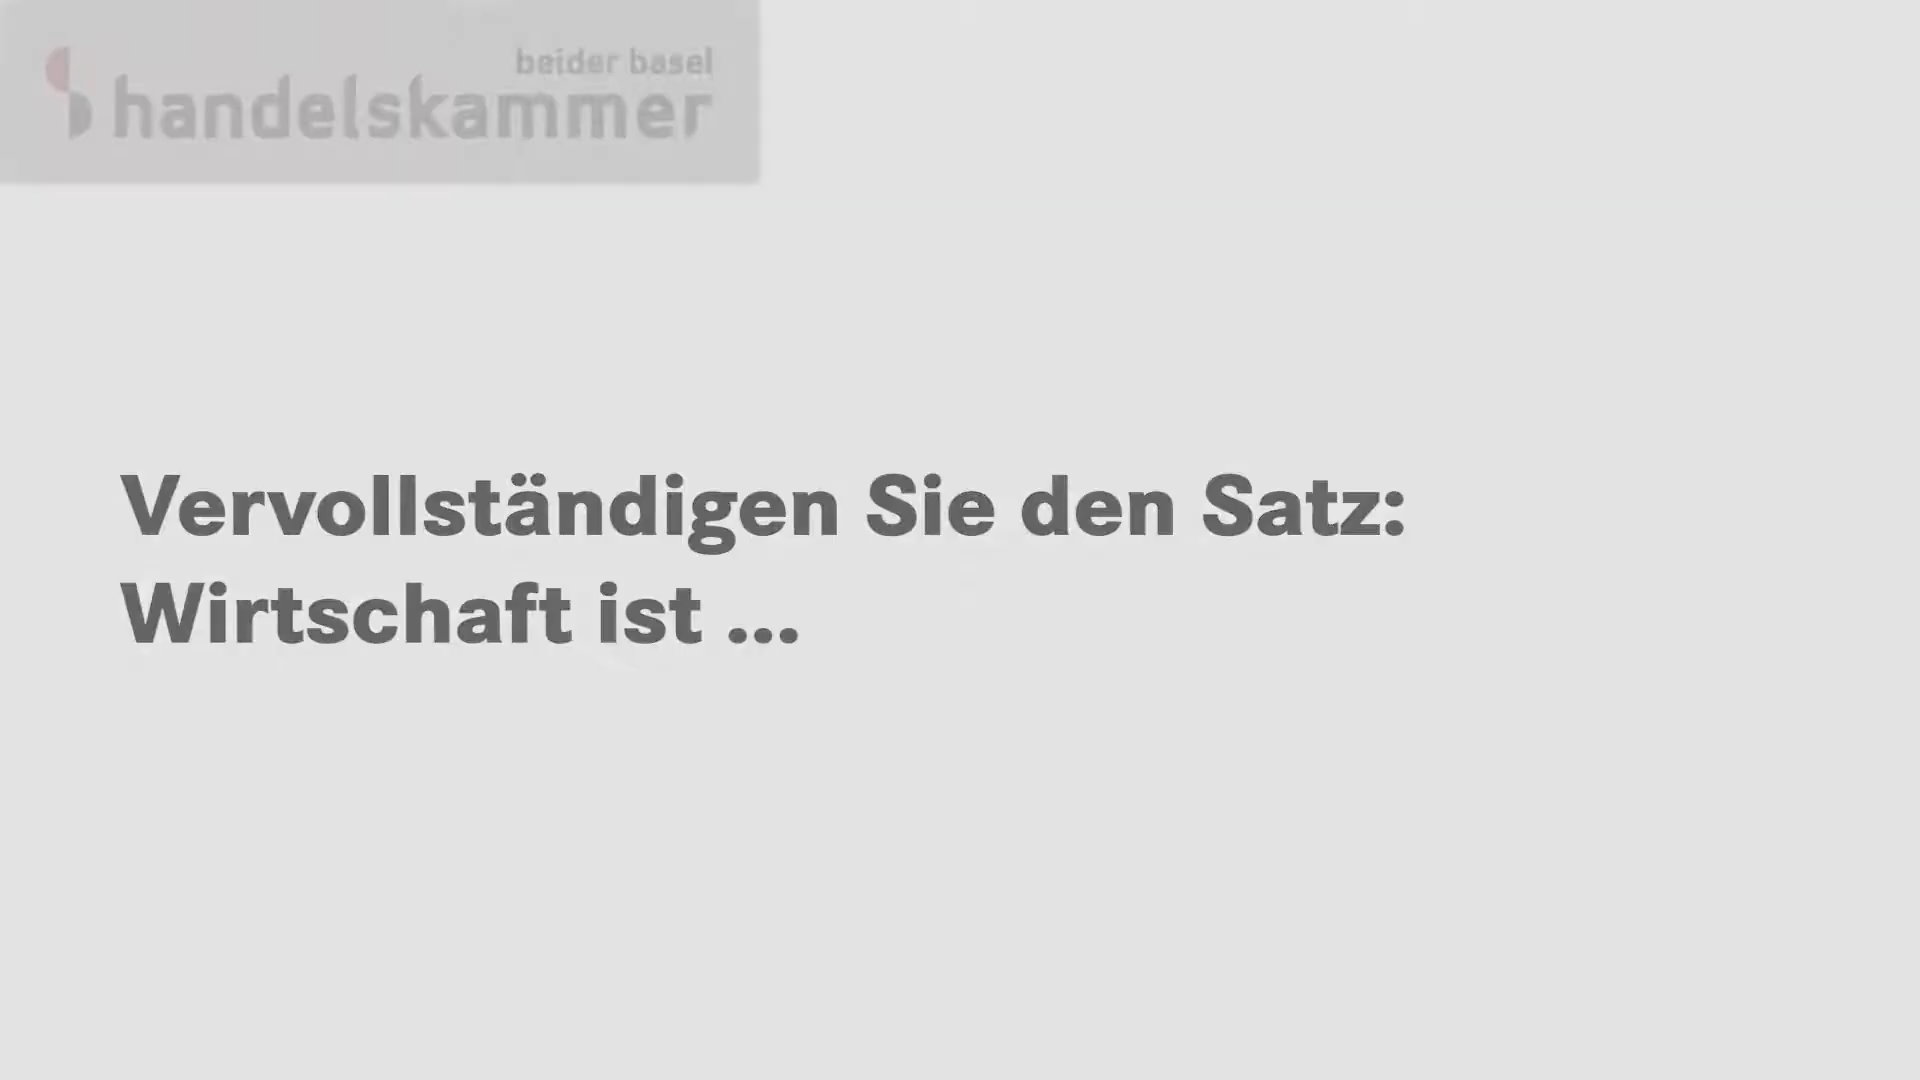 beider basel
handelskammer
Vervollständigen Sie den Satz:
Wirtschaft ist ...